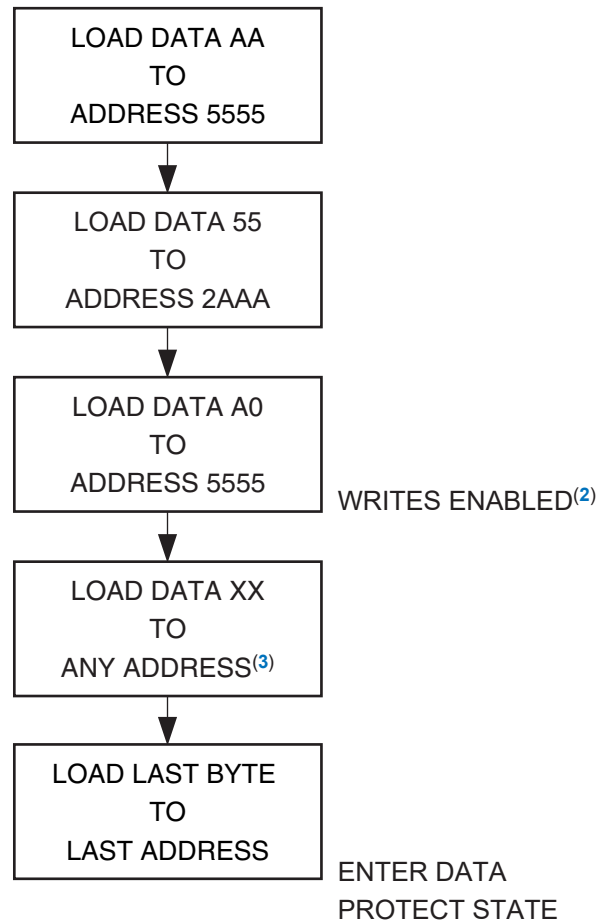 LOAD DATA AA
TO
ADDRESS 5555
LOAD DATA 55
TO
ADDRESS 2AAA
LOAD DATA A0
TO
ADDRESS 5555
WRITES ENABLED(2)
LOAD DATA XX
TO
ANY ADDRESS(3)
LOAD LAST BYTE
TO
LAST ADDRESS
ENTER DATA
PROTECT STATE